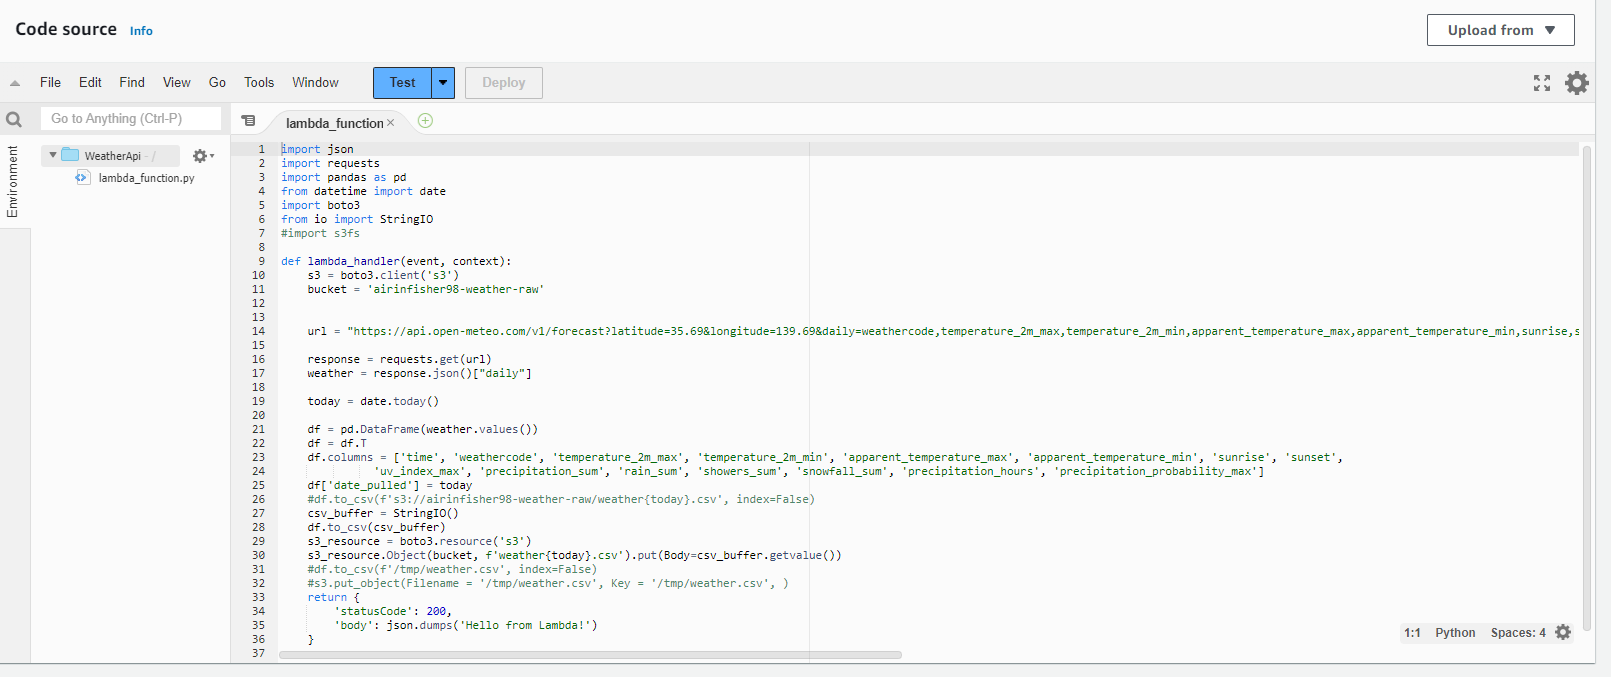 Code source Info
Upload from
File Edit Find View Go Tools Window Test Deploy
Go to Anything (Ctrl-P)
lambda_function
Environment
WeatherApi - /
lambda_function.py
1 import json
2 import requests
3 import pandas as pd
4 from datetime import date
5 import boto3
6 from io import StringIO
7 #import s3fs
8
9 def lambda_handler(event, context):
10     s3 = boto3.client('s3')
11     bucket = 'airinfisher98-weather-raw'
12
13
14     url = "https://api.open-meteo.com/v1/forecast?latitude=35.69&longitude=139.69&daily=weathercode,temperature_2m_max,temperature_2m_min,apparent_temperature_max,apparent_temperature_min,sunrise,s
15
16     response = requests.get(url)
17     weather = response.json()["daily"]
18
19     today = date.today()
20
21     df = pd.DataFrame(weather.values())
22     df = df.T
23     df.columns = ['time', 'weathercode', 'temperature_2m_max', 'temperature_2m_min', 'apparent_temperature_max', 'apparent_temperature_min', 'sunrise', 'sunset',
24               'uv_index_max', 'precipitation_sum', 'rain_sum', 'showers_sum', 'snowfall_sum', 'precipitation_hours', 'precipitation_probability_max']
25     df['date_pulled'] = today
26     #df.to_csv(f's3://airinfisher98-weather-raw/weather{today}.csv', index=False)
27     csv_buffer = StringIO()
28     df.to_csv(csv_buffer)
29     s3_resource = boto3.resource('s3')
30     s3_resource.Object(bucket, f'weather{today}.csv').put(Body=csv_buffer.getvalue())
31     #df.to_csv(f'/tmp/weather.csv', index=False)
32     #s3.put_object(Filename = '/tmp/weather.csv', Key = '/tmp/weather.csv', )
33     return {
34         'statusCode': 200,
35         'body': json.dumps('Hello from Lambda!')
36     }
37
1:1 Python Spaces: 4